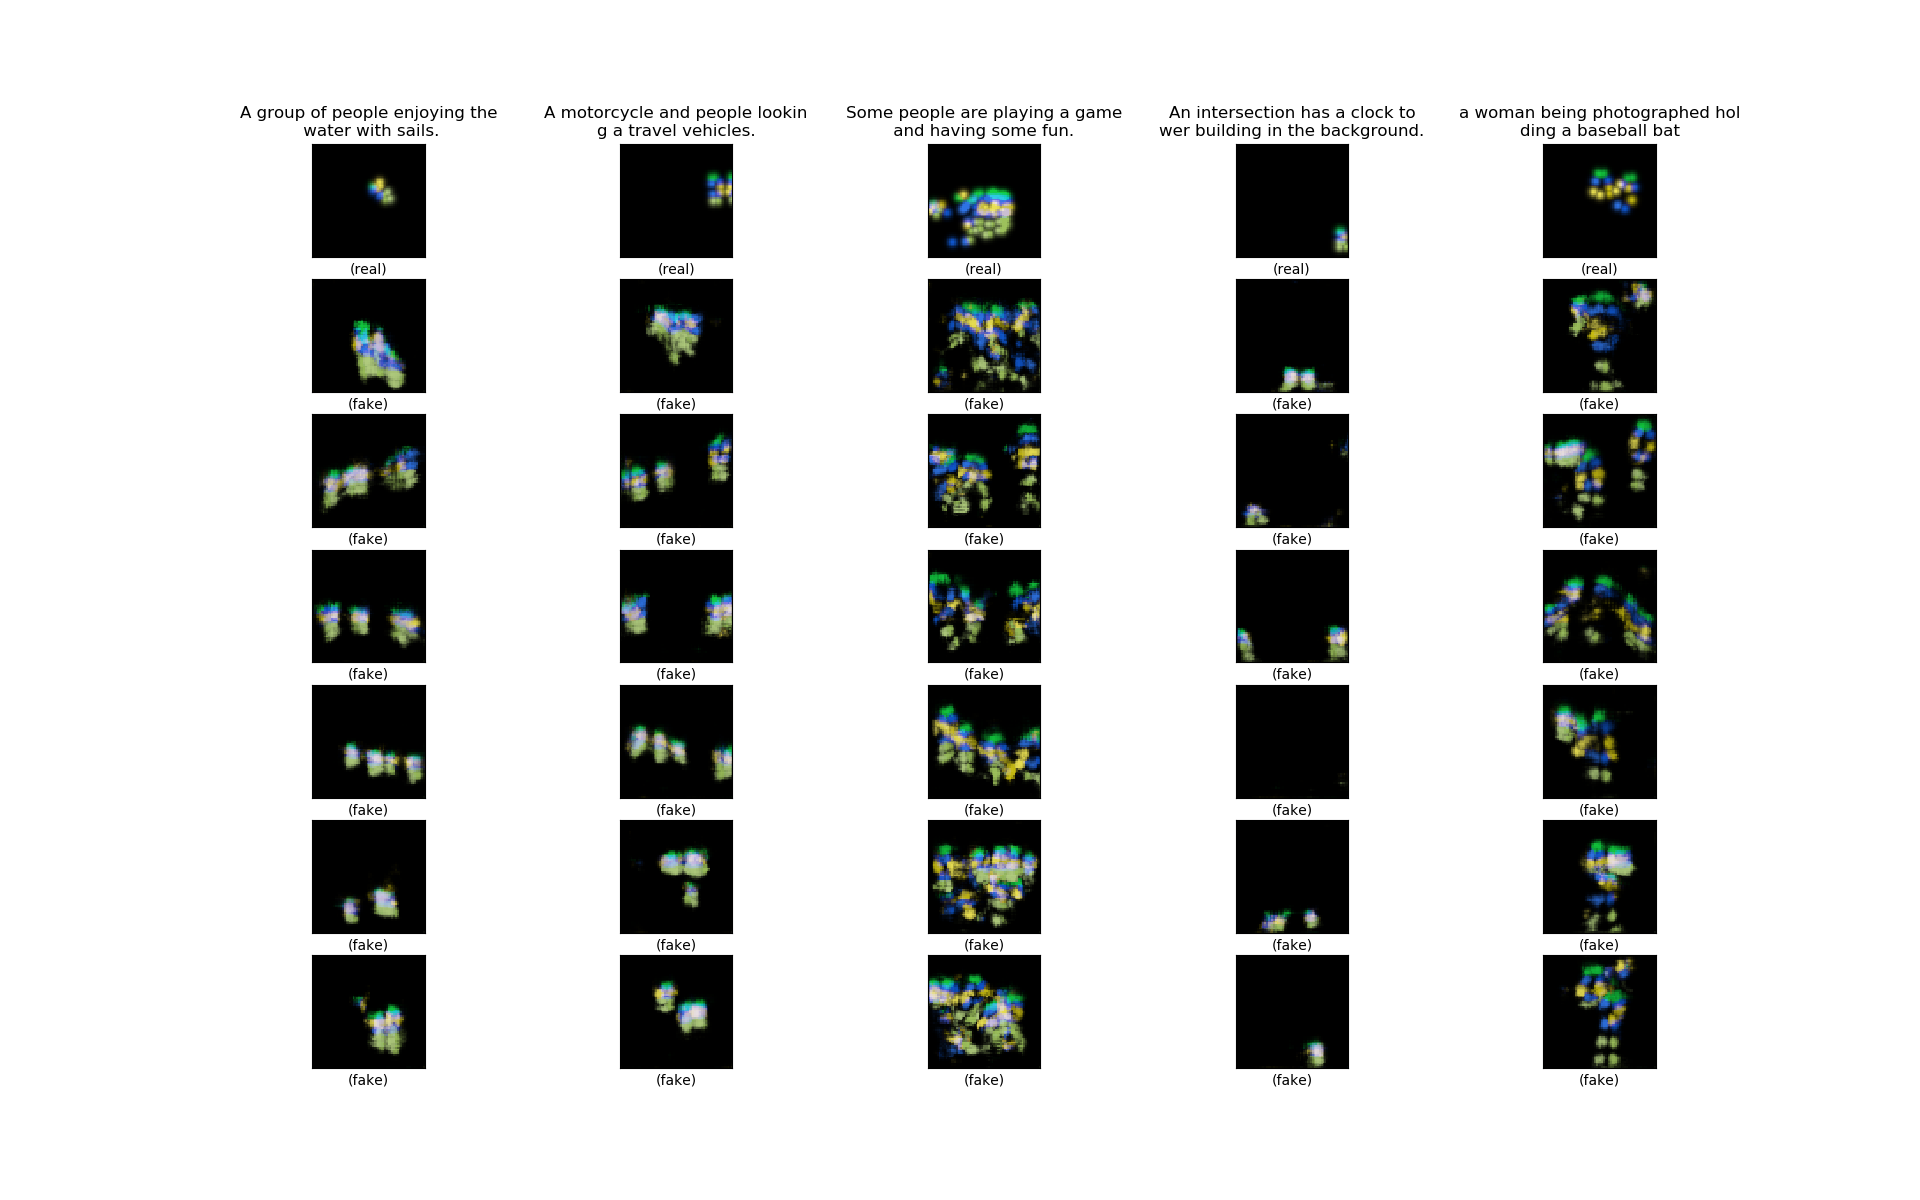 A group of people enjoying the
water with sails.
A motorcycle and people lookin
g a travel vehicles.
Some people are playing a game
and having some fun.
An intersection has a clock to
wer building in the background.
a woman being photographed hol
ding a baseball bat
(real) (real) (real) (real) (real)
(fake) (fake) (fake) (fake) (fake)
(fake) (fake) (fake) (fake) (fake)
(fake) (fake) (fake) (fake) (fake)
(fake) (fake) (fake) (fake) (fake)
(fake) (fake) (fake) (fake) (fake)
(fake) (fake) (fake) (fake) (fake)